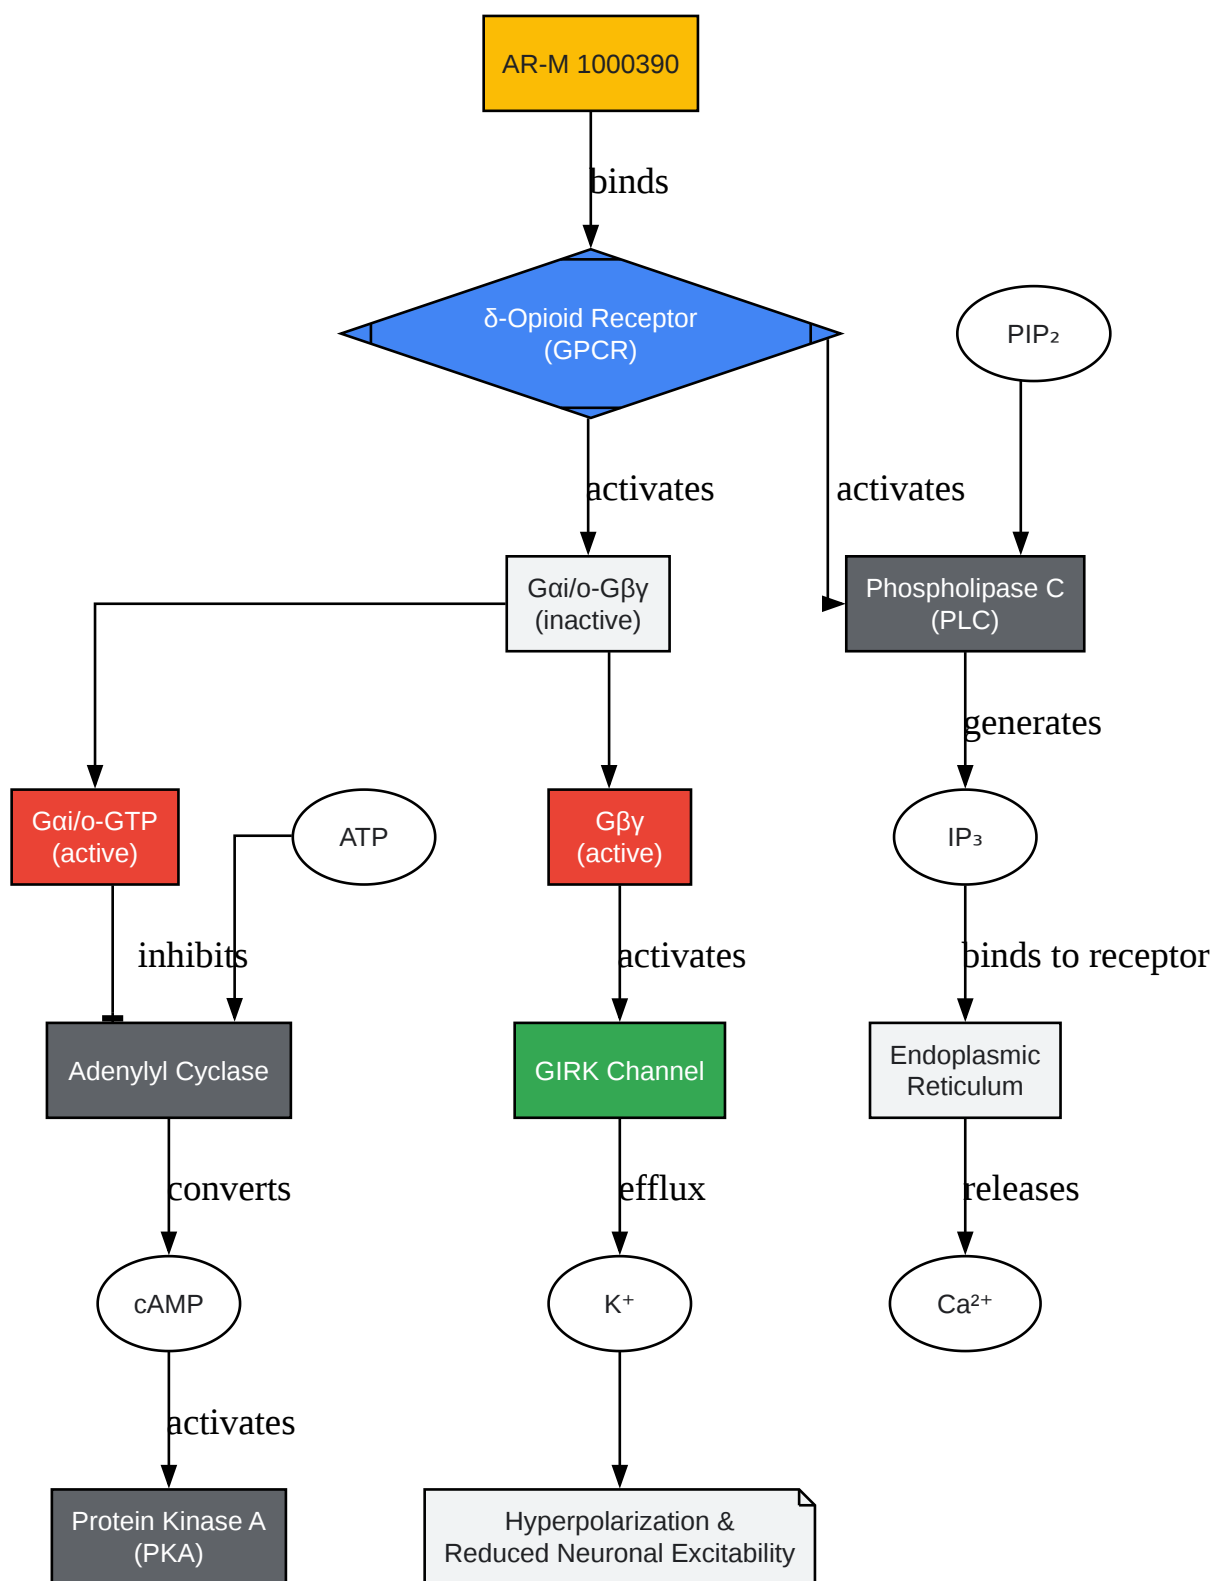 AR-M 1000390
binds
δ-Opioid Receptor
(GPCR)
PIP₂
activates
activates
Gαi/o-Gβγ
(inactive)
Phospholipase C
(PLC)
generates
Gαi/o-GTP
(active)
ATP
Gβγ
(active)
IP₃
inhibits
activates
binds to receptor
Adenylyl Cyclase
GIRK Channel
Endoplasmic
Reticulum
converts
efflux
releases
cAMP
K⁺
Ca²⁺
activates
Protein Kinase A
(PKA)
Hyperpolarization &
Reduced Neuronal Excitability